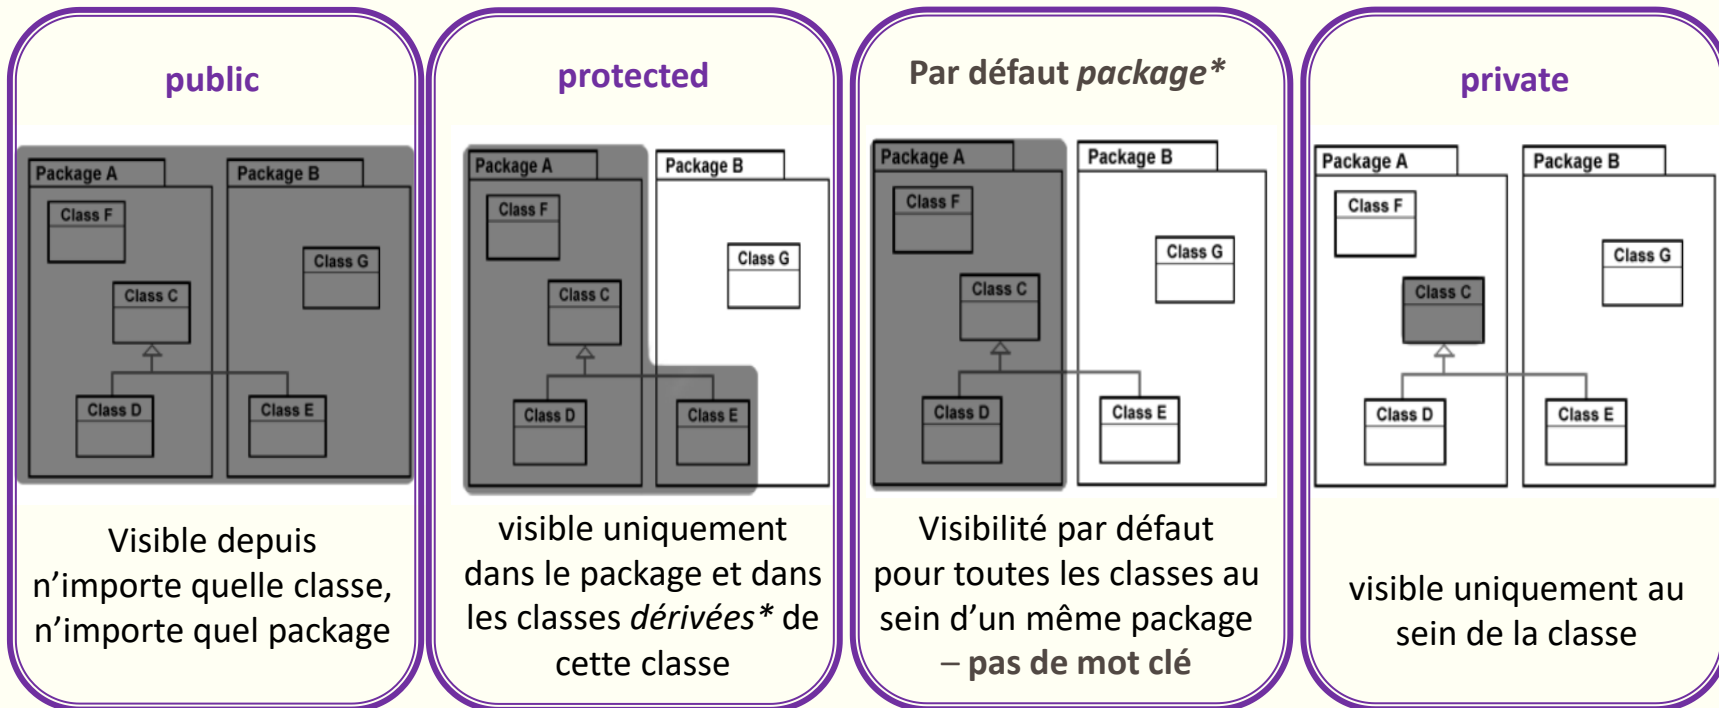 public
Package A
Package B
Class F
Class G
Class C
Class D
Class E
Visible depuis
n’importe quelle classe,
n’importe quel package
protected
Package A
Package B
Class F
Class G
Class C
Class D
Class E
visible uniquement
dans le package et dans
les classes dérivées* de
cette classe
Par défaut package*
Package A
Package B
Class F
Class G
Class C
Class D
Class E
Visibilité par défaut
pour toutes les classes au
sein d’un même package
– pas de mot clé
private
Package A
Package B
Class F
Class G
Class C
Class D
Class E
visible uniquement au
sein de la classe